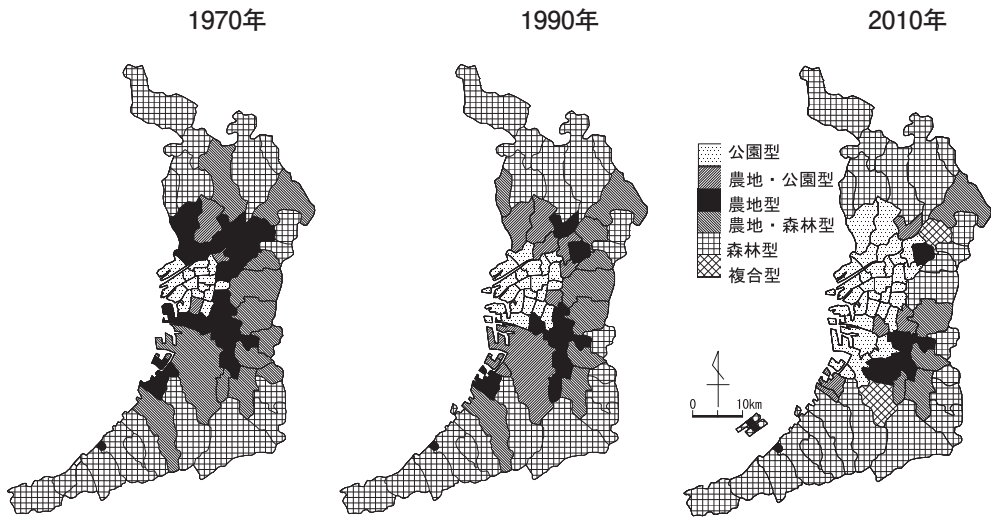 1970年
1990年
2010年
公園型
農地・公園型
農地型
農地・森林型
森林型
複合型
0 10km